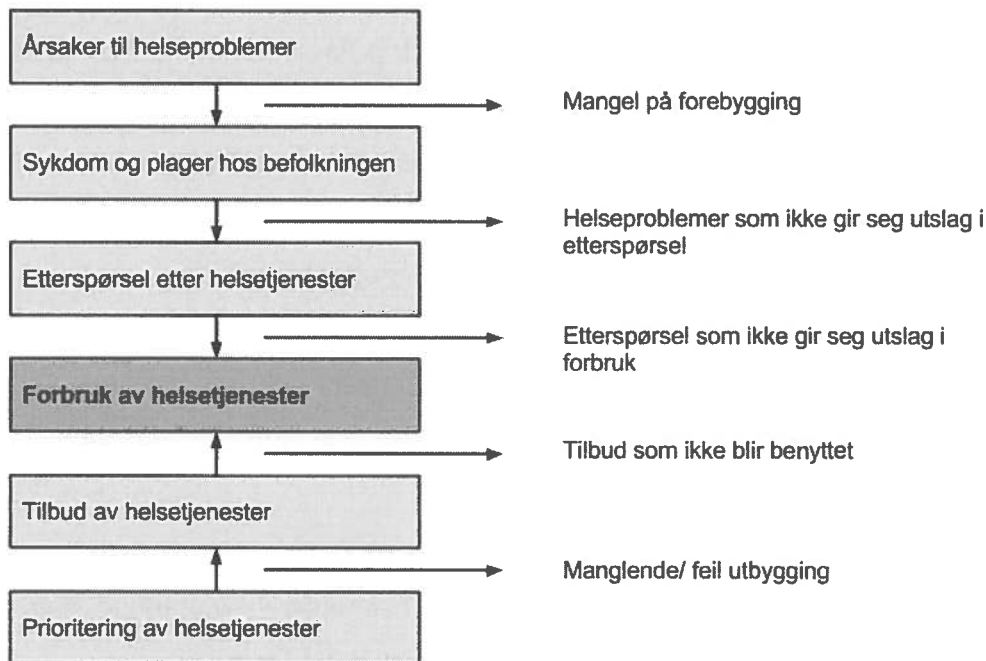 Årsaker til helseproblemer
Mangel på forebygging
Sykdom og plager hos befolkningen
Helseproblemer som ikke gir seg utslag i
etterspørsel
Etterspørsel etter helsetjenester
Etterspørsel som ikke gir seg utslag i
forbruk
Forbruk av helsetjenester
Tilbud som ikke blir benyttet
Tilbud av helsetjenester
Manglende/ feil utbygging
Prioritering av helsetjenester